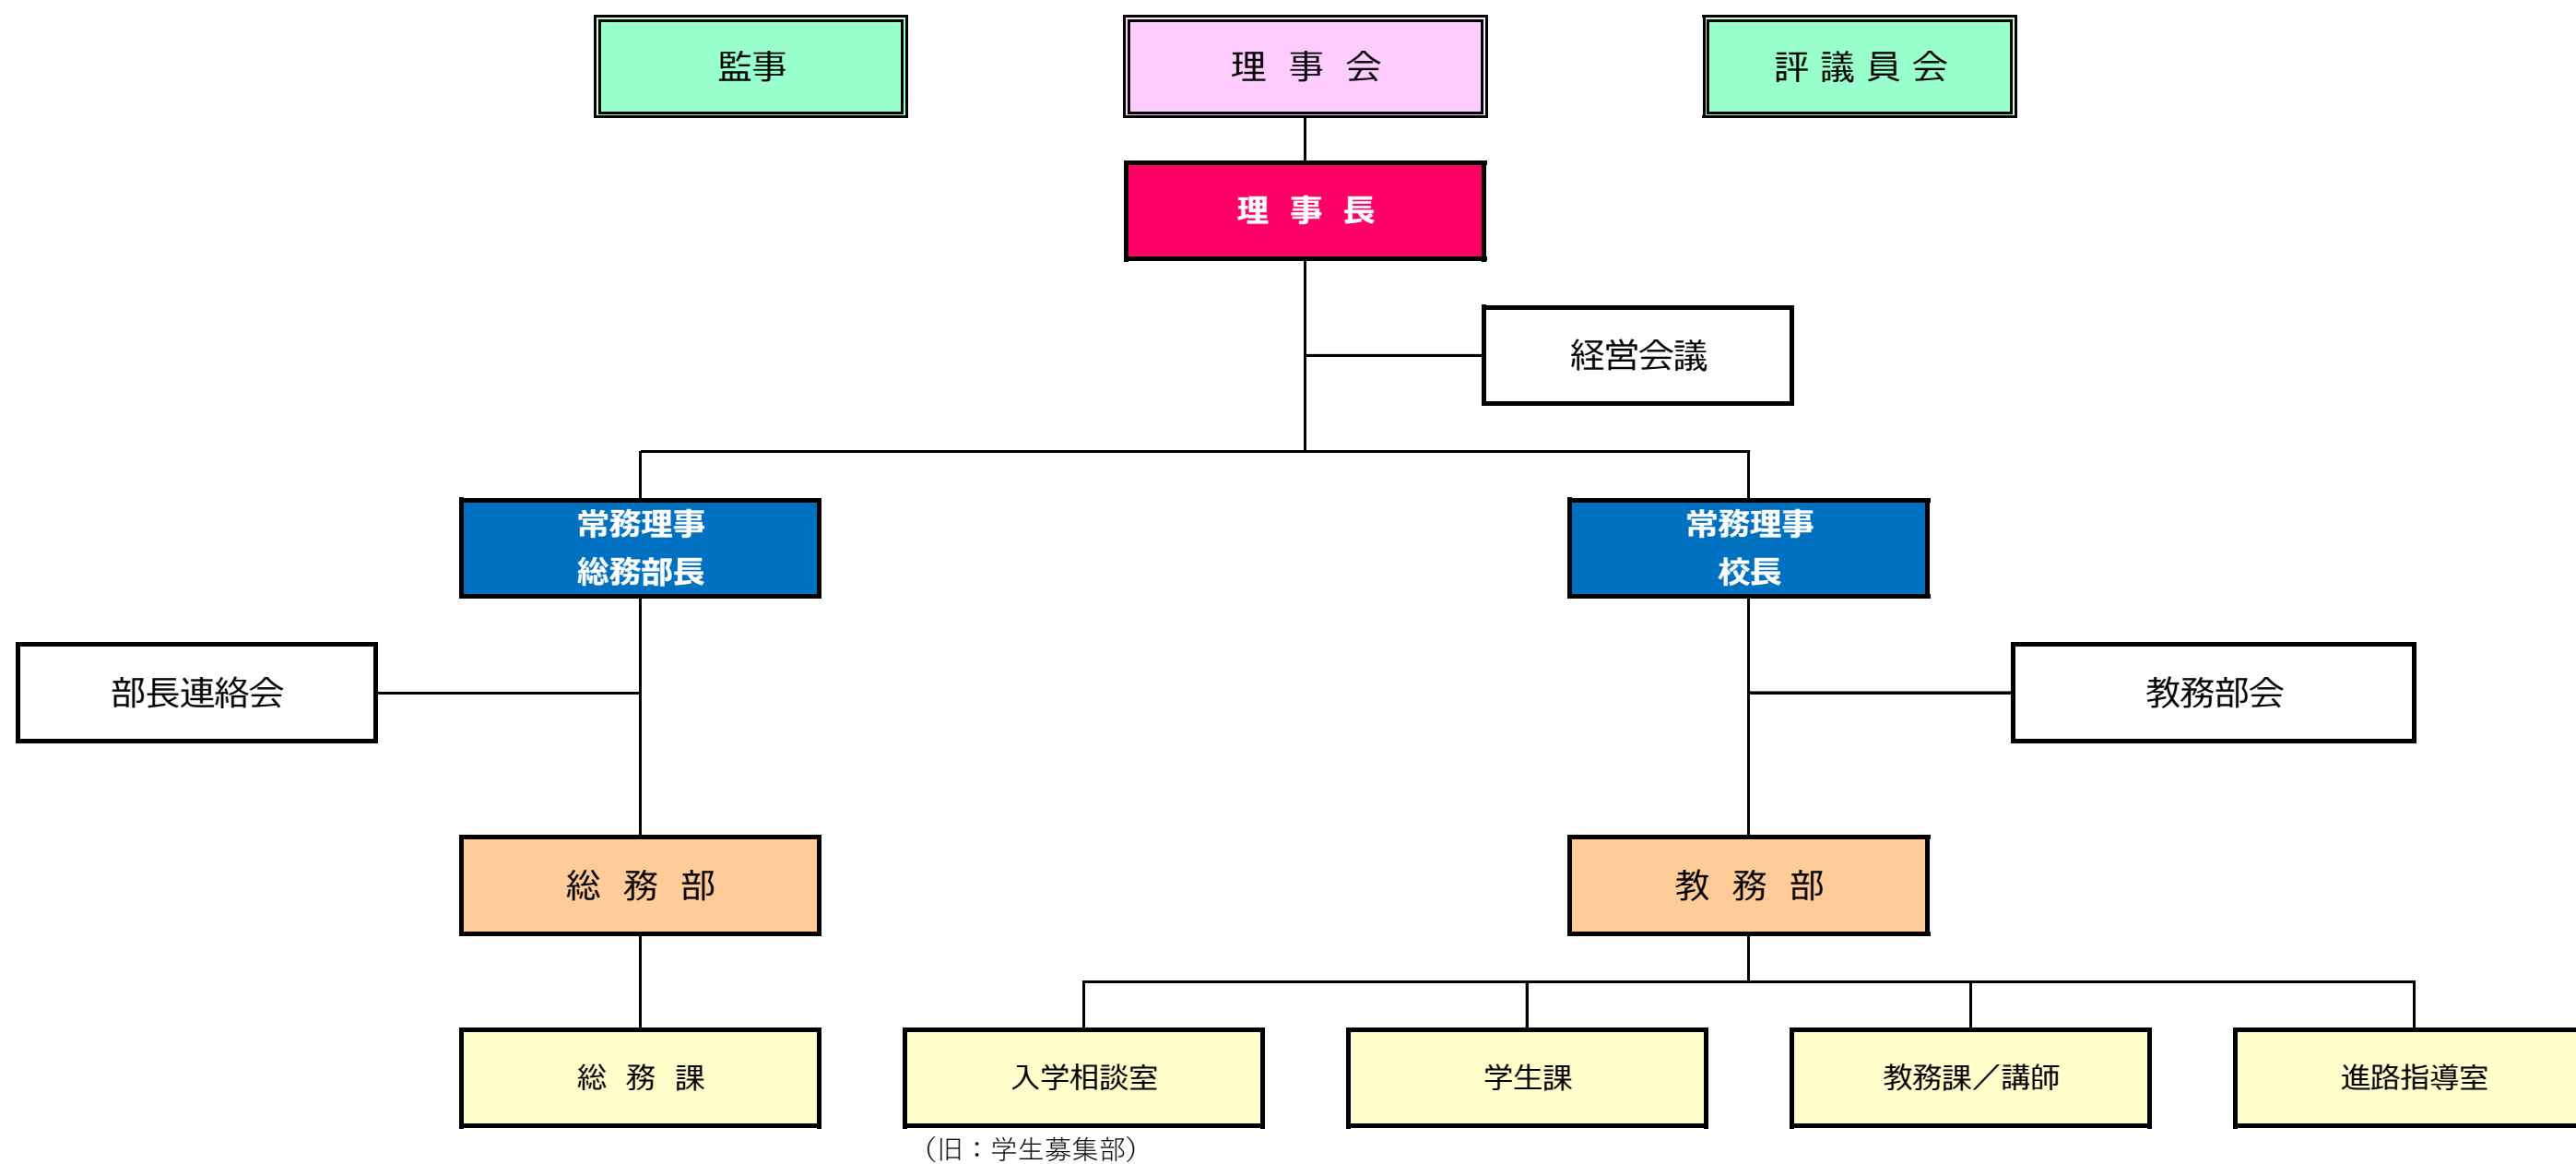 監事
理 事 会
評 議 員 会
理 事 長
経営会議
常務理事
総務部長
常務理事
校長
部長連絡会
教務部会
総 務 部
教 務 部
総 務 課
入学相談室
学生課
教務課／講師
進路指導室
（旧：学生募集部）